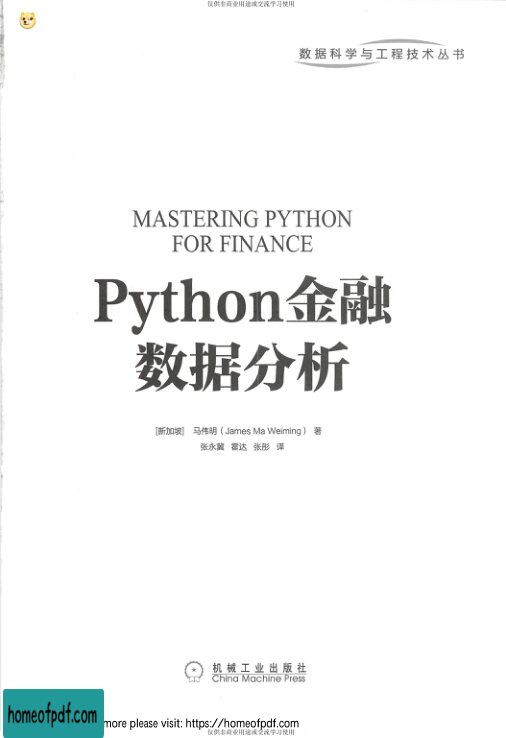 仅供非商业用途或交流学习使用
数据科学与工程技术丛书
MASTERING PYTHON
FOR FINANCE
Python金融
数据分析
[新加坡] 马伟明（James Ma Weiming）著
张永冀 霍达 张彤 译
机械工业出版社
China Machine Press
homeofpdf.com
more please visit: https://homeofpdf.com
仅供非商业用途或交流学习使用